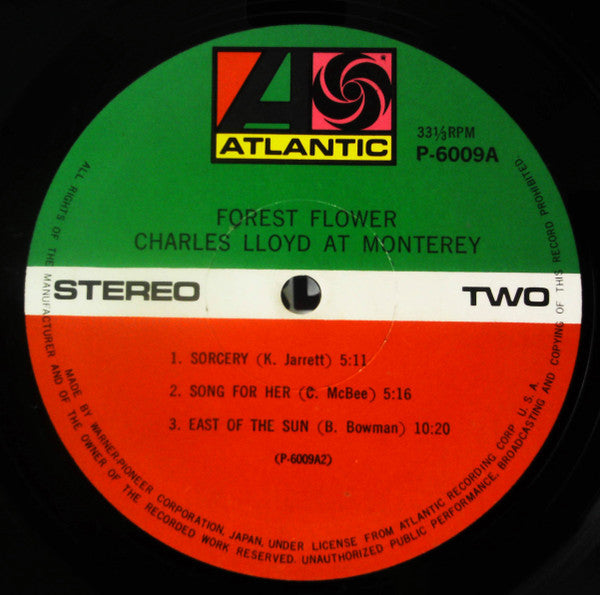 ATLANTIC
33⅓RPM
P-6009A
FOREST FLOWER
CHARLES LLOYD AT MONTEREY
STEREO
TWO
1. SORCERY (K. Jarrett) 5:11
2. SONG FOR HER (C. McBee) 5:16
3. EAST OF THE SUN (B. Bowman) 10:20
(P-6009A2)
MADE BY WARNER-PIONEER CORPORATION, JAPAN, UNDER LICENSE FROM ATLANTIC RECORDING CORP. U. S. A.
ALL RIGHTS OF THE MANUFACTURER AND OF THE OWNER OF THE RECORDED WORK RESERVED. UNAUTHORIZED PUBLIC PERFORMANCE, BROADCASTING AND COPYING OF THIS RECORD PROHIBITED.